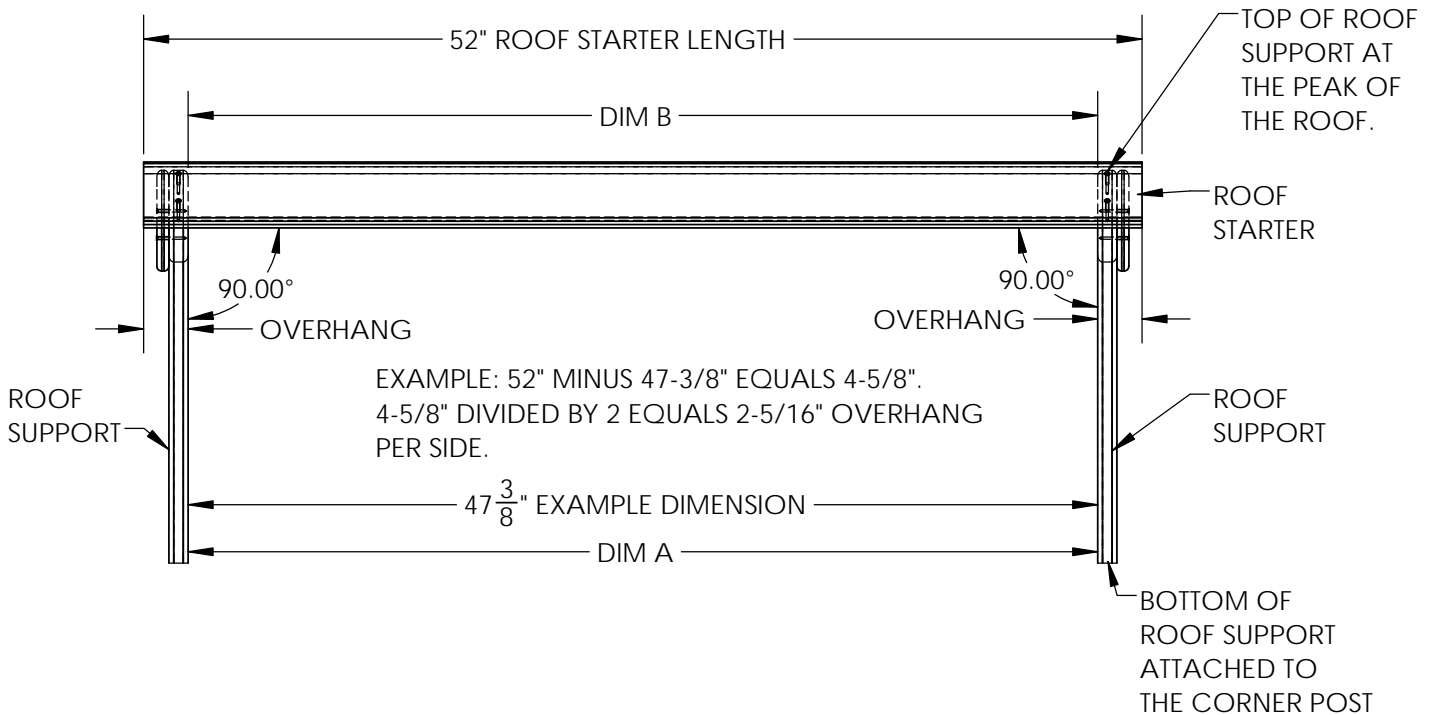 52" ROOF STARTER LENGTH
TOP OF ROOF
SUPPORT AT
THE PEAK OF
THE ROOF.
DIM B
ROOF
STARTER
90.00°
90.00°
OVERHANG
OVERHANG
EXAMPLE: 52" MINUS 47-3/8" EQUALS 4-5/8".
4-5/8" DIVIDED BY 2 EQUALS 2-5/16" OVERHANG
PER SIDE.
ROOF
SUPPORT
ROOF
SUPPORT
47 3/8" EXAMPLE DIMENSION
DIM A
BOTTOM OF
ROOF SUPPORT
ATTACHED TO
THE CORNER POST